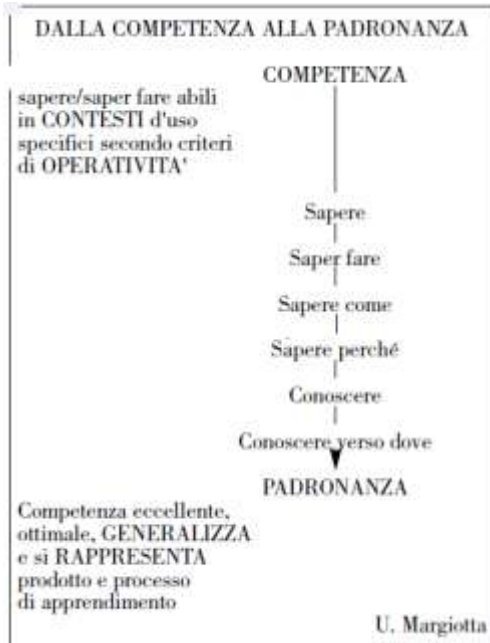 DALLA COMPETENZA ALLA PADRONANZA
COMPETENZA
sapere/saper fare abili
in CONTESTI d'uso
specifici secondo criteri
di OPERATIVITA'
Sapere
Saper fare
Sapere come
Sapere perché
Conoscere
Conoscere verso dove
PADRONANZA
Competenza eccellente,
ottimale, GENERALIZZA
e si RAPPRESENTA
prodotto e processo
di apprendimento
U. Margiotta